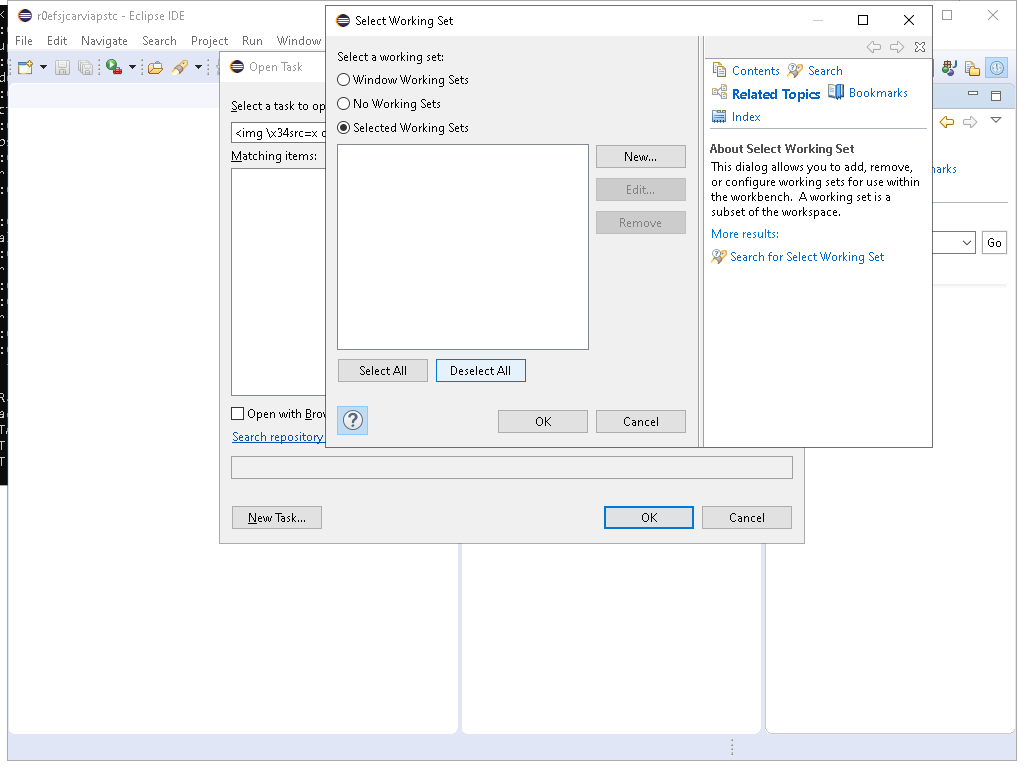 r0efsjcarviapstc - Eclipse IDE
File Edit Navigate Search Project Run Window
Open Task
Select a task to op
<img \x34src=x
Matching items:
Open with Brow
Search repository
New Task...
OK
Cancel
Select Working Set
Select a working set:
Window Working Sets
No Working Sets
Selected Working Sets
New...
Edit...
Remove
Select All
Deselect All
OK
Cancel
Contents Search
Related Topics Bookmarks
Index
About Select Working Set
This dialog allows you to add, remove,
or configure working sets for use within
the workbench. A working set is a
subset of the workspace.
More results:
Search for Select Working Set
arks
Go